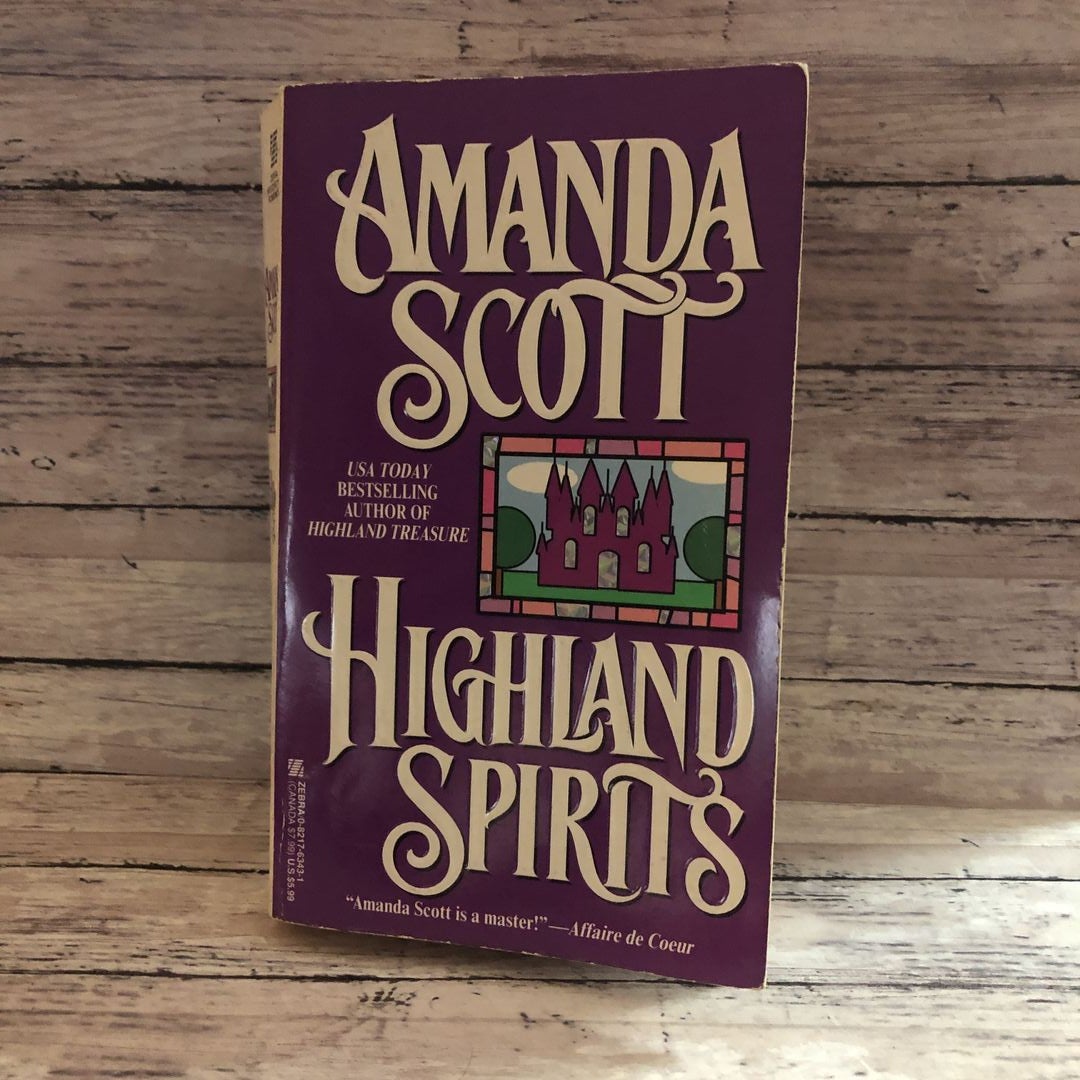 AMANDA
SCOTT
USA TODAY
BESTSELLING
AUTHOR OF
HIGHLAND TREASURE
HIGHLAND
SPIRITS
ZEBRA•0-8217-6343-1
(CANADA $7.99) U.S $5.99
“Amanda Scott is a master!”—Affaire de Coeur